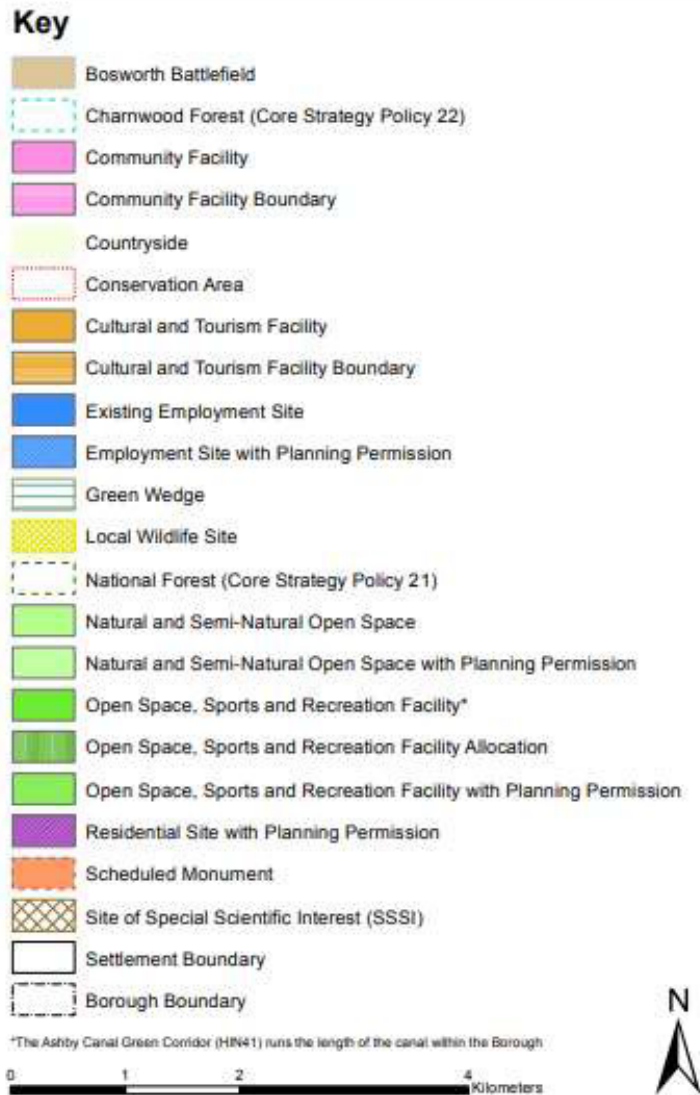 Key
Bosworth Battlefield
Charnwood Forest (Core Strategy Policy 22)
Community Facility
Community Facility Boundary
Countryside
Conservation Area
Cultural and Tourism Facility
Cultural and Tourism Facility Boundary
Existing Employment Site
Employment Site with Planning Permission
Green Wedge
Local Wildlife Site
National Forest (Core Strategy Policy 21)
Natural and Semi-Natural Open Space
Natural and Semi-Natural Open Space with Planning Permission
Open Space, Sports and Recreation Facility*
Open Space, Sports and Recreation Facility Allocation
Open Space, Sports and Recreation Facility with Planning Permission
Residential Site with Planning Permission
Scheduled Monument
Site of Special Scientific Interest (SSSI)
Settlement Boundary
Borough Boundary
N
*The Ashby Canal Green Corridor (HIN41) runs the length of the canal within the Borough
0 1 2 4
Kilometers